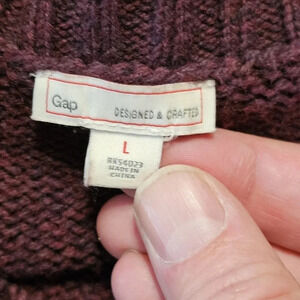 Gap
DESIGNED & CRAFTED
L
RN54023
MADE IN
CHINA